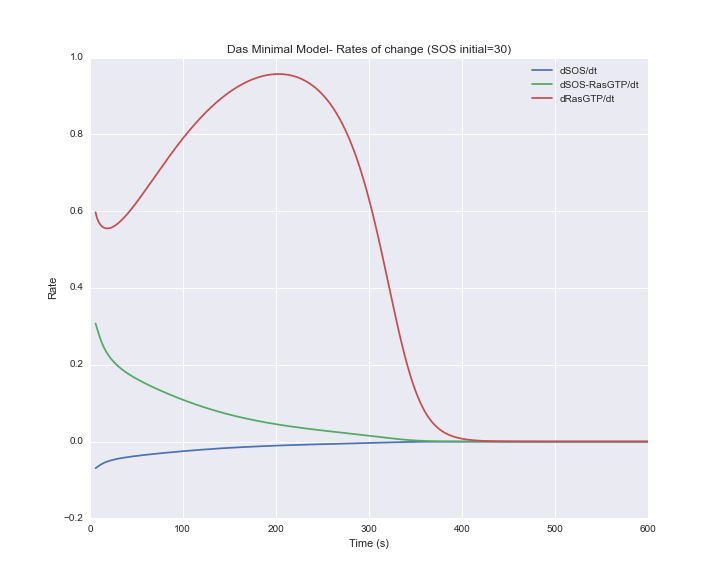 Das Minimal Model- Rates of change (SOS initial=30)
1.0
0.8
0.6
0.4
0.2
0.0
−0.2
Rate
dSOS/dt
dSOS-RasGTP/dt
dRasGTP/dt
0 100 200 300 400 500 600
Time (s)